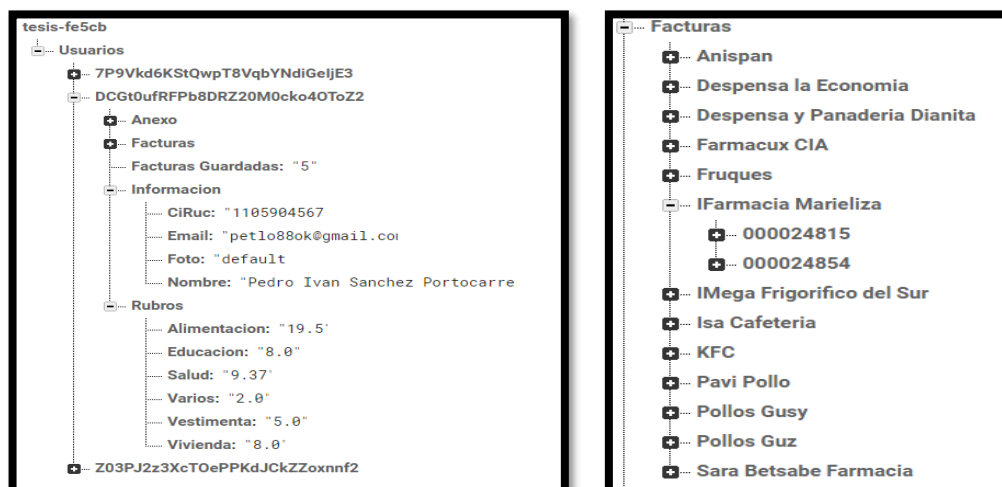 tesis-fe5cb
Usuarios
7P9Vkd6KStQwpT8VqbYNdiGeljE3
DCGt0ufRFPb8DRZ20M0cko4OToZ2
Anexo
Facturas
Facturas Guardadas: "5"
Informacion
CiRuc: "1105904567
Email: "petlo88ok@gmail.com
Foto: "default
Nombre: "Pedro Ivan Sanchez Portocarre
Rubros
Alimentacion: "19.5'
Educacion: "8.0"
Salud: "9.37'
Varios: "2.0"
Vestimenta: "5.0"
Vivienda: "8.0'
Z03PJ2z3XcTOePPKdJCkZZoxnnf2
Facturas
Anispan
Despensa la Economia
Despensa y Panaderia Dianita
Farmacux CIA
Fruques
IFarmacia Marieliza
000024815
000024854
IMega Frigorifico del Sur
Isa Cafeteria
KFC
Pavi Pollo
Pollos Gusy
Pollos Guz
Sara Betsabe Farmacia